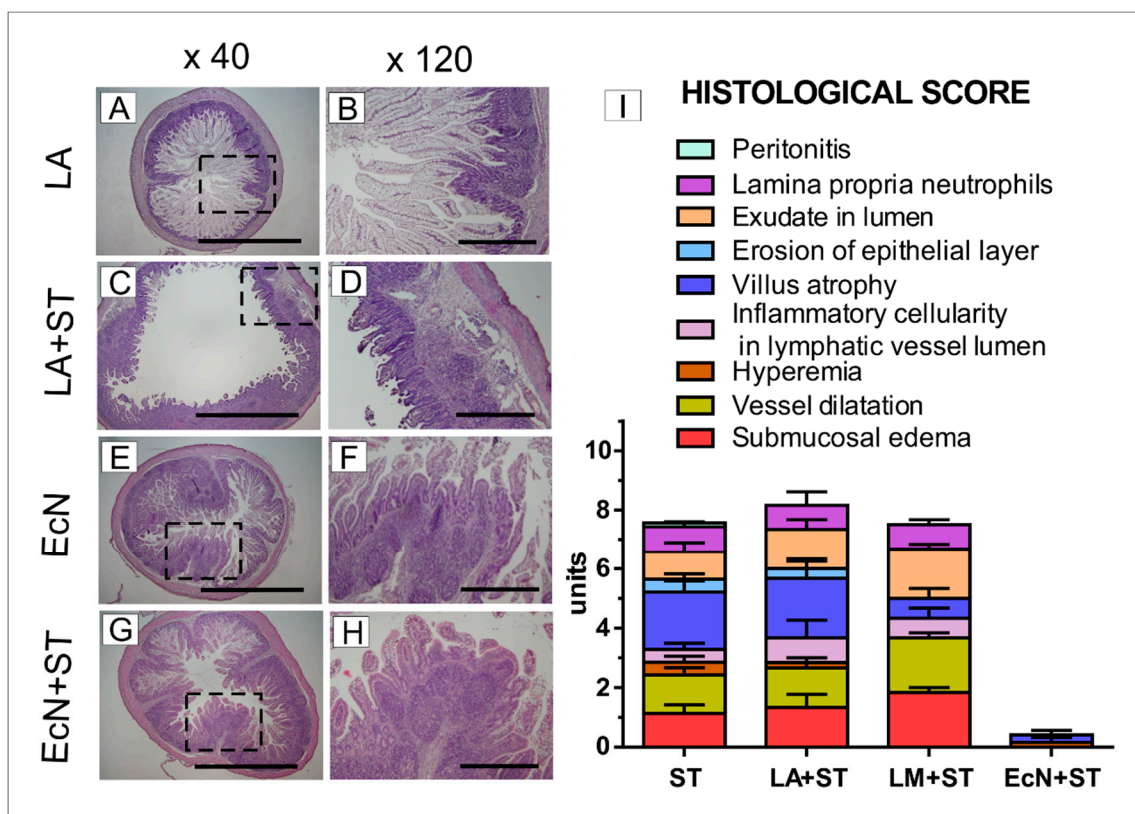 x 40
x 120
LA
A
B
LA+ST
C
D
EcN
E
F
EcN+ST
G
H
I
HISTOLOGICAL SCORE
Peritonitis
Lamina propria neutrophils
Exudate in lumen
Erosion of epithelial layer
Villus atrophy
Inflammatory cellularity
in lymphatic vessel lumen
Hyperemia
Vessel dilatation
Submucosal edema
units
10
8
6
4
2
0
ST
LA+ST
LM+ST
EcN+ST